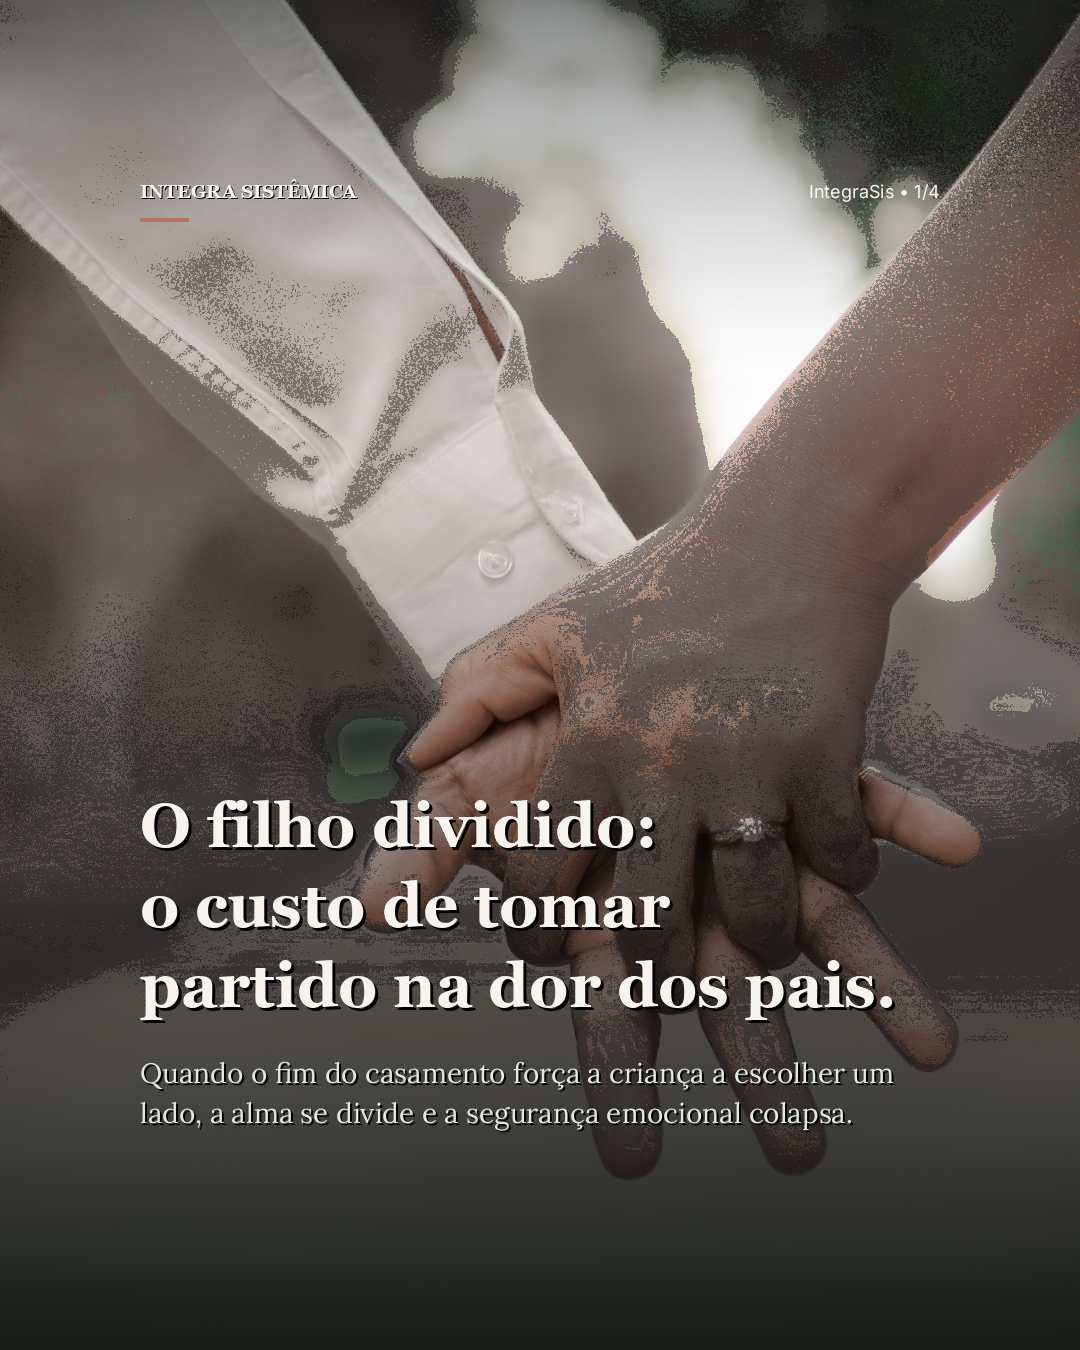 INTEGRA SISTÊMICA
IntegraSis • 1/4
O filho dividido:
o custo de tomar
partido na dor dos pais.
Quando o fim do casamento força a criança a escolher um
lado, a alma se divide e a segurança emocional colapsa.